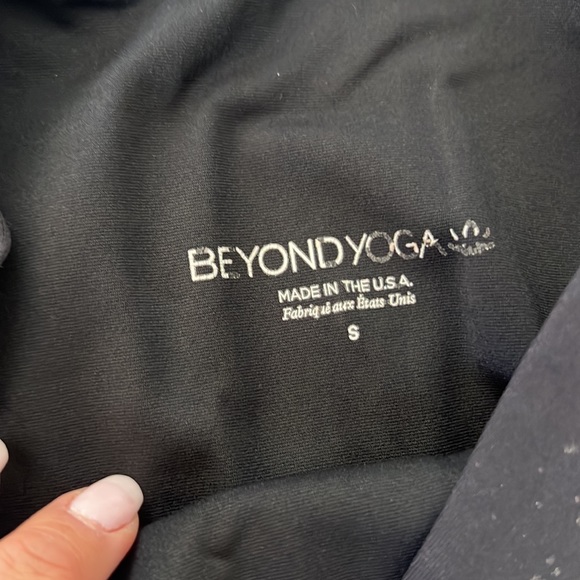 BEYOND YOGA
MADE IN THE U.S.A.
Fabriqué aux États Unis
S